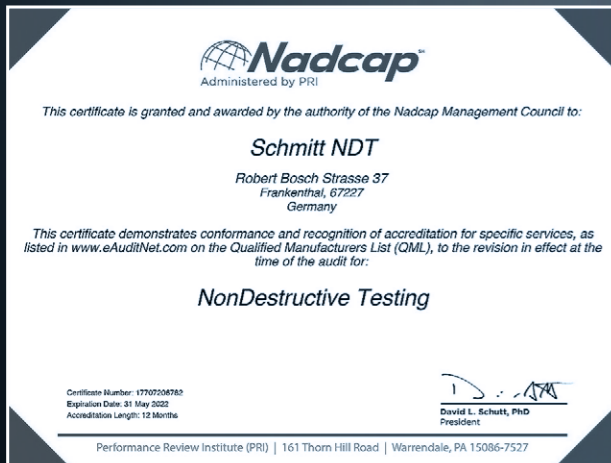 Nadcap℠
Administered by PRI
This certificate is granted and awarded by the authority of the Nadcap Management Council to:
Schmitt NDT
Robert Bosch Strasse 37
Frankenthal, 67227
Germany
This certificate demonstrates conformance and recognition of accreditation for specific services, as
listed in www.eAuditNet.com on the Qualified Manufacturers List (QML), to the revision in effect at the
time of the audit for:
NonDestructive Testing
Certificate Number: 17707206762
Expiration Date: 31 May 2022
Accreditation Length: 12 Months
David L. Schutt, PhD
President
Performance Review Institute (PRI) | 161 Thorn Hill Road | Warrendale, PA 15086-7527